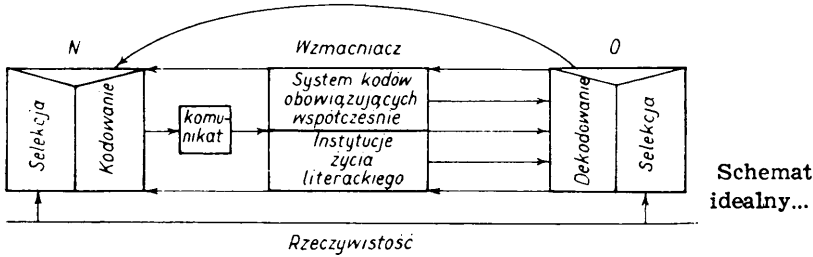 N
Wzmacniacz
O
Selekcja
Kodowanie
komu-
nikat
System kodów
obowiązujących
współcześnie
Instytucje
życia
literackiego
Dekodowanie
Selekcja
Schemat
idealny...
Rzeczywistość